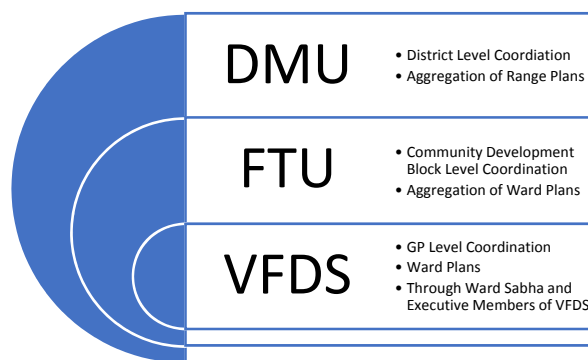 DMU
• District Level Coordiation
• Aggregation of Range Plans
FTU
• Community Development
Block Level Coordination
• Aggregation of Ward Plans
VFDS
• GP Level Coordination
• Ward Plans
• Through Ward Sabha and
Executive Members of VFDS